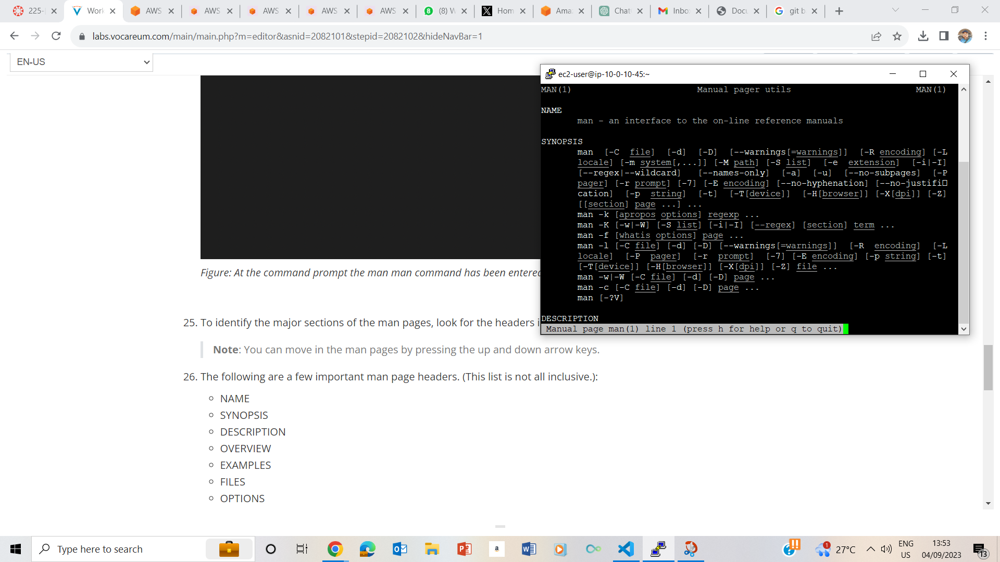 225-
Work
AWS
AWS
AWS
AWS
AWS
(8) W
Hom
Ama
Chat
Inbo
Docu
git b
labs.vocareum.com/main/main.php?m=editor&asnid=2082101&stepid=2082102&hideNavBar=1
EN-US
ec2-user@ip-10-0-10-45:~
MAN(1) Manual pager utils MAN(1)
NAME
man - an interface to the on-line reference manuals
SYNOPSIS
man [-C file] [-d] [-D] [--warnings[=warnings]] [-R encoding] [-L
locale] [-m system[,...]] [-M path] [-S list] [-e extension] [-i|-I]
[--regex|--wildcard] [--names-only] [-a] [-u] [--no-subpages] [-P
pager] [-r prompt] [-7] [-E encoding] [--no-hyphenation] [--no-justifi□
cation] [-p string] [-t] [-T[device]] [-H[browser]] [-X[dpi]] [-Z]
[[section] page ...] ...
man -k [apropos options] regexp ...
man -K [-w|-W] [-S list] [-i|-I] [--regex] [section] term ...
man -f [whatis options] page ...
man -l [-C file] [-d] [-D] [--warnings[=warnings]] [-R encoding] [-L
locale] [-P pager] [-r prompt] [-7] [-E encoding] [-p string] [-t]
[-T[device]] [-H[browser]] [-X[dpi]] [-Z] file ...
man -w|-W [-C file] [-d] [-D] page ...
man -c [-C file] [-d] [-D] page ...
man [-?V]
DESCRIPTION
Manual page man(1) line 1 (press h for help or q to quit)
Figure: At the command prompt the man man command has been entered
25. To identify the major sections of the man pages, look for the headers i
Note: You can move in the man pages by pressing the up and down arrow keys.
26. The following are a few important man page headers. (This list is not all inclusive.):
NAME
SYNOPSIS
DESCRIPTION
OVERVIEW
EXAMPLES
FILES
OPTIONS
Type here to search
a
1
27°C
ENG
US
13:53
04/09/2023
13